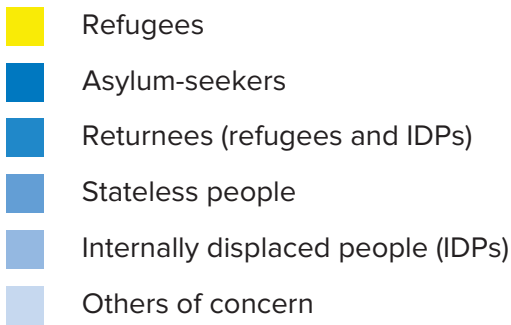 Refugees
Asylum-seekers
Returnees (refugees and IDPs)
Stateless people
Internally displaced people (IDPs)
Others of concern